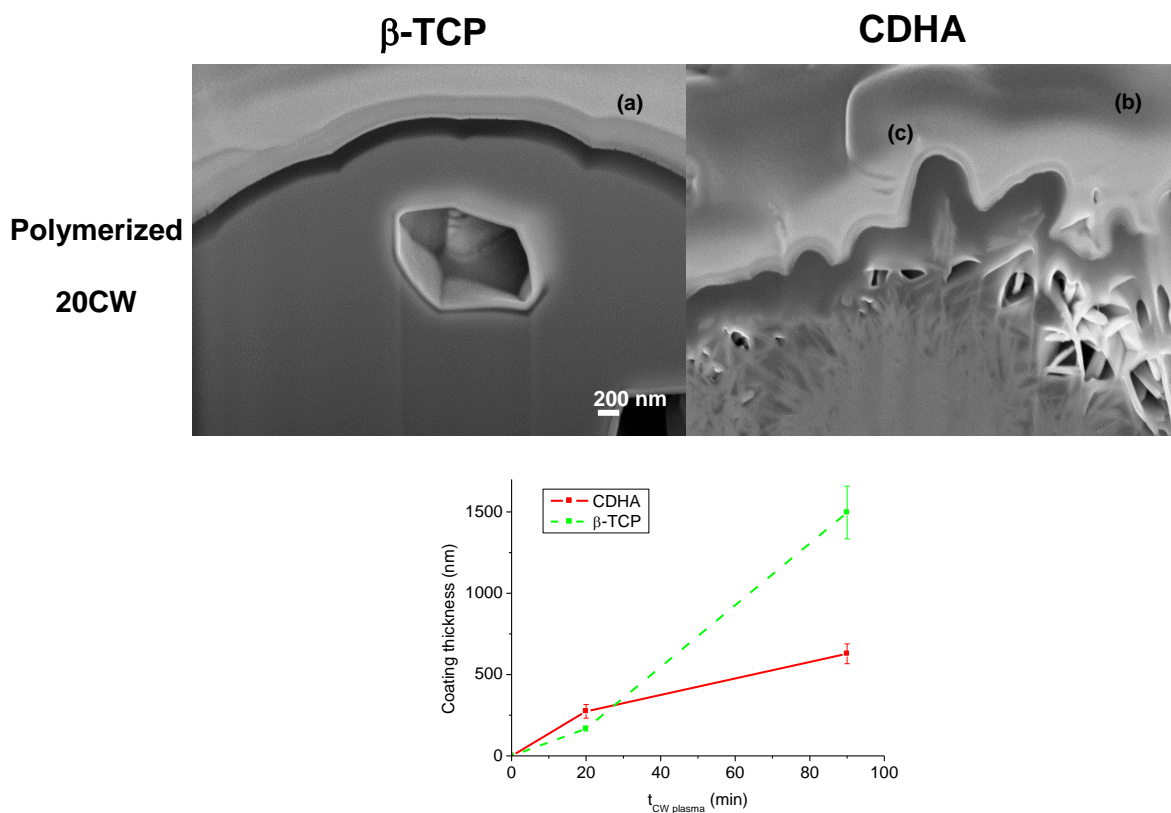 β-TCP
CDHA
(a)
(b)
(c)
Polymerized
20CW
200 nm
CDHA
β-TCP
1500
1000
500
0
Coating thickness (nm)
0 20 40 60 80 100
t_CW plasma (min)